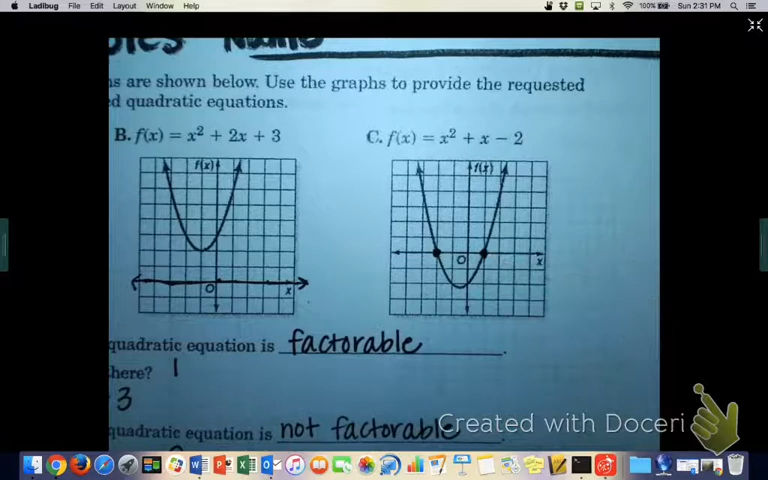 Ladibug File Edit Layout Window Help 100% Sun 2:31 PM
Name
ns are shown below. Use the graphs to provide the requested
d quadratic equations.
B. f(x) = x² + 2x + 3 C. f(x) = x² + x − 2
f(x) f(x)
O x O x
quadratic equation is factorable.
here? 1
3
quadratic equation is not factorable.
Created with Doceri